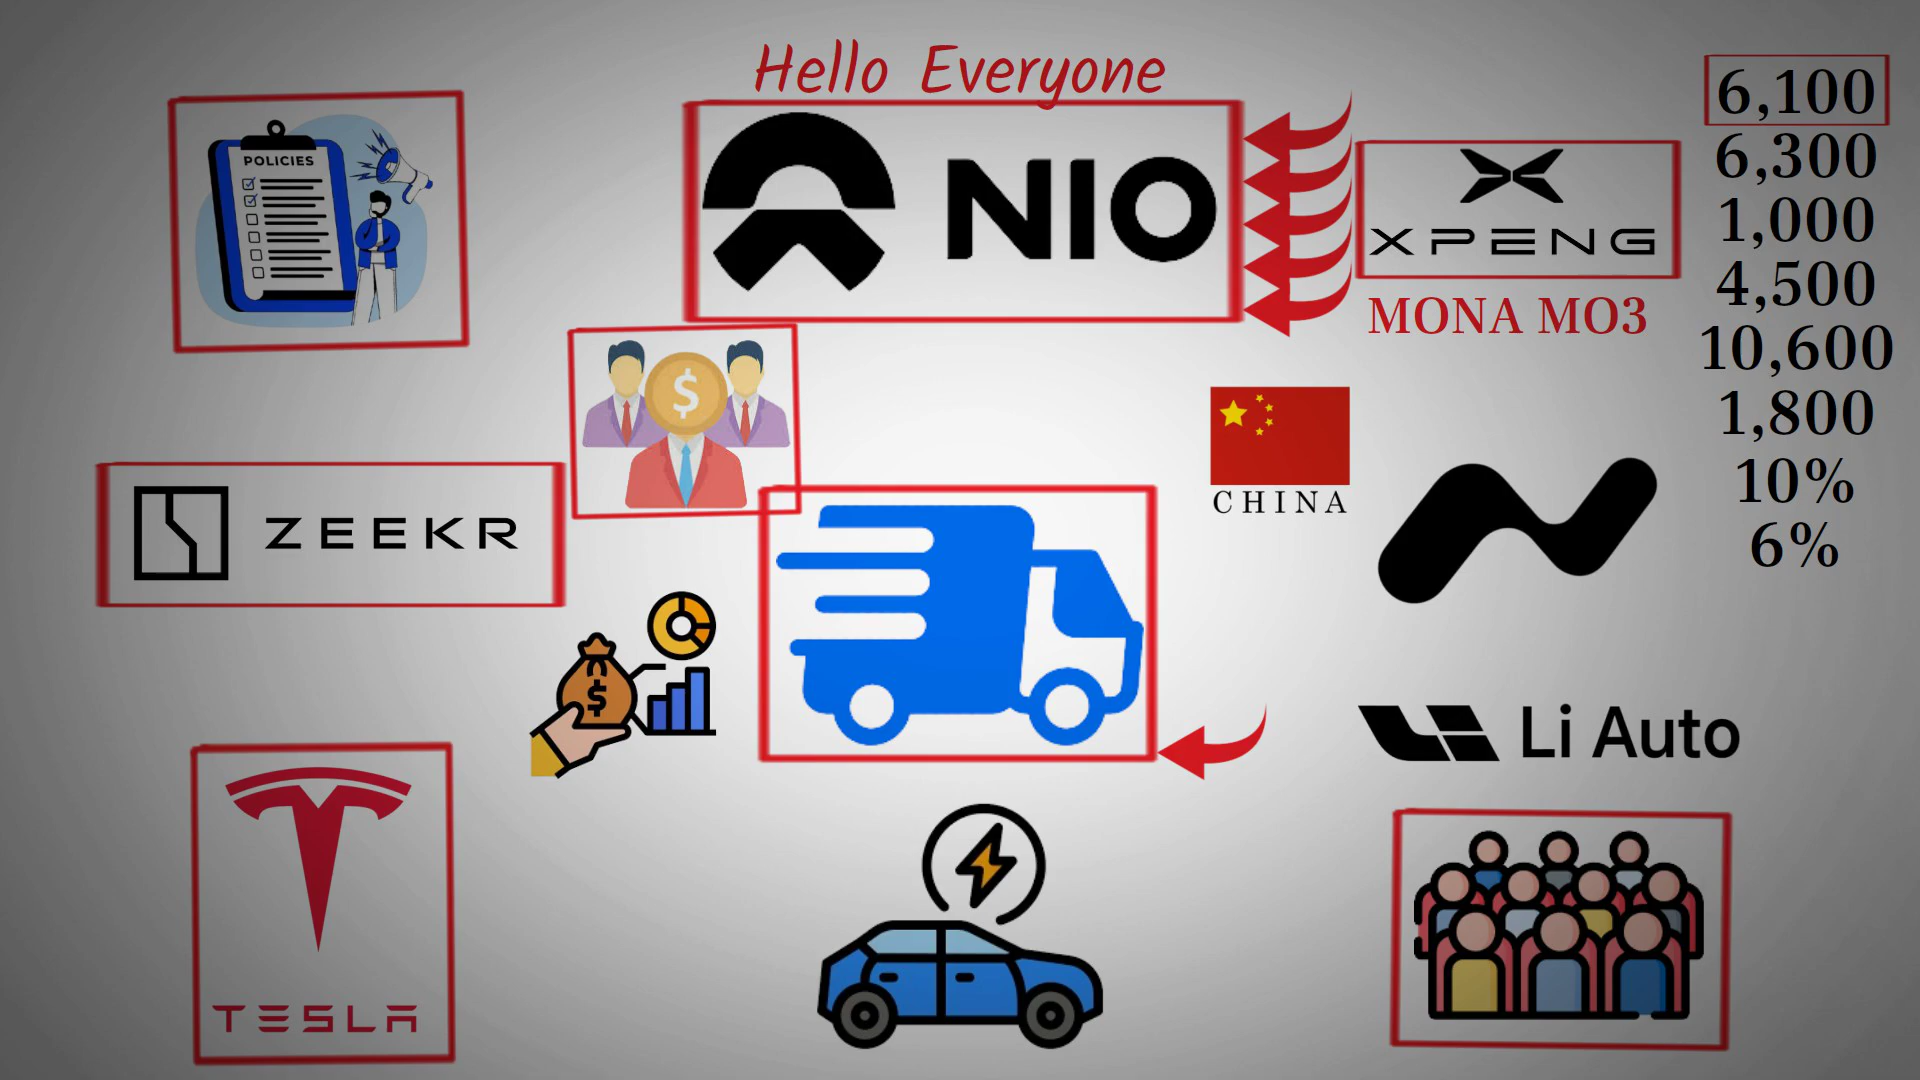 Hello Everyone
POLICIES
NIO
XPENG
MONA MO3
6,100
6,300
1,000
4,500
10,600
1,800
10%
6%
CHINA
ZEEKR
$
$
Li Auto
TESLA